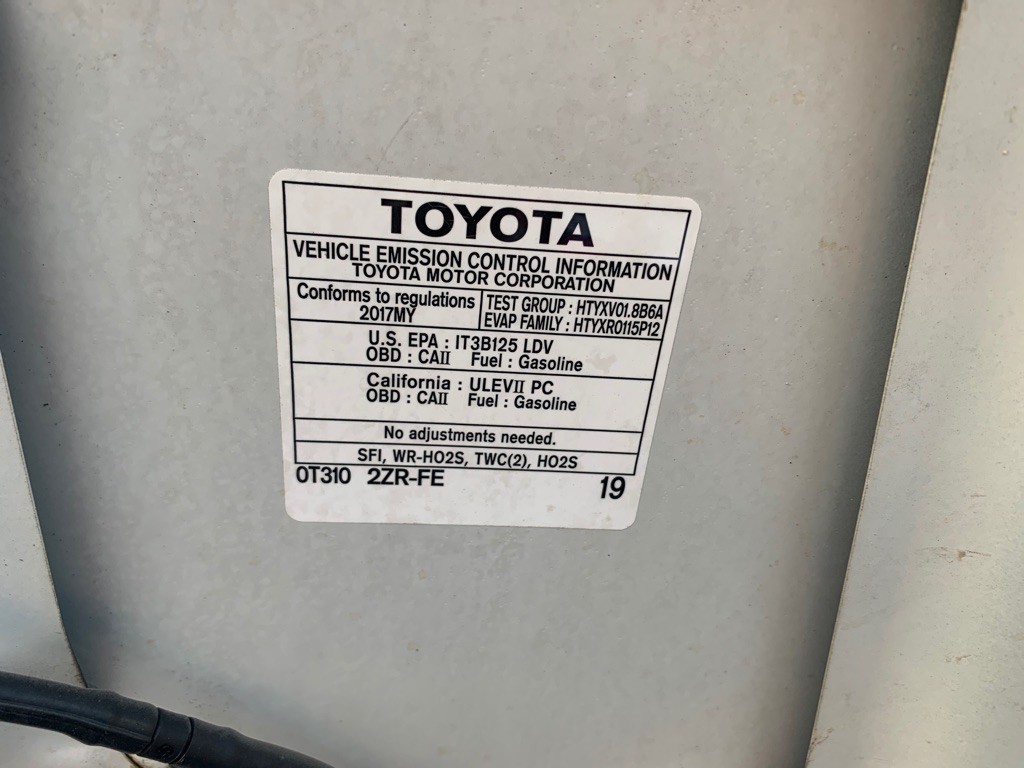 TOYOTA
VEHICLE EMISSION CONTROL INFORMATION
TOYOTA MOTOR CORPORATION
Conforms to regulations
2017MY
TEST GROUP : HTYXV01.8B6A
EVAP FAMILY : HTYXR0115P12
U.S. EPA : IT3B125 LDV
OBD : CAII Fuel : Gasoline
California : ULEVII PC
OBD : CAII Fuel : Gasoline
No adjustments needed.
SFI, WR-HO2S, TWC(2), HO2S
0T310 2ZR-FE 19